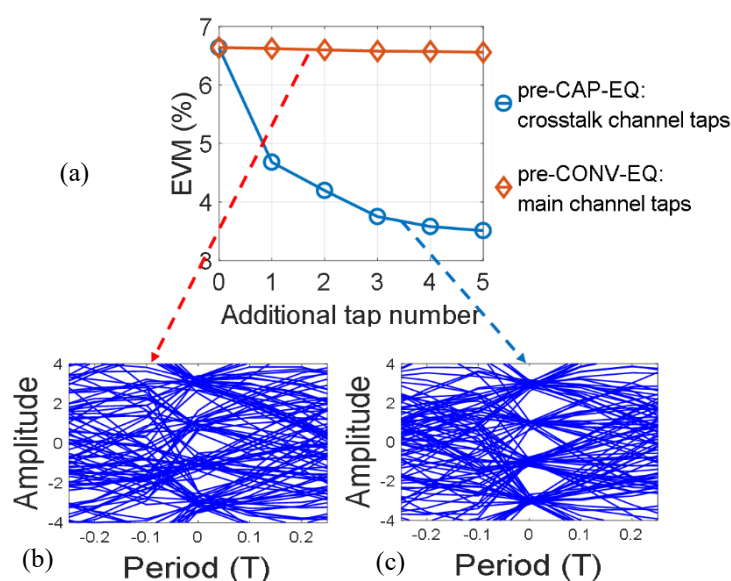 7
6
5
4
3
EVM (%)
0 1 2 3 4 5
Additional tap number
pre-CAP-EQ:
crosstalk channel taps
pre-CONV-EQ:
main channel taps
(a)
4
2
0
-2
-4
Amplitude
-0.2 -0.1 0 0.1 0.2
Period (T)
(b)
4
2
0
-2
-4
Amplitude
-0.2 -0.1 0 0.1 0.2
Period (T)
(c)